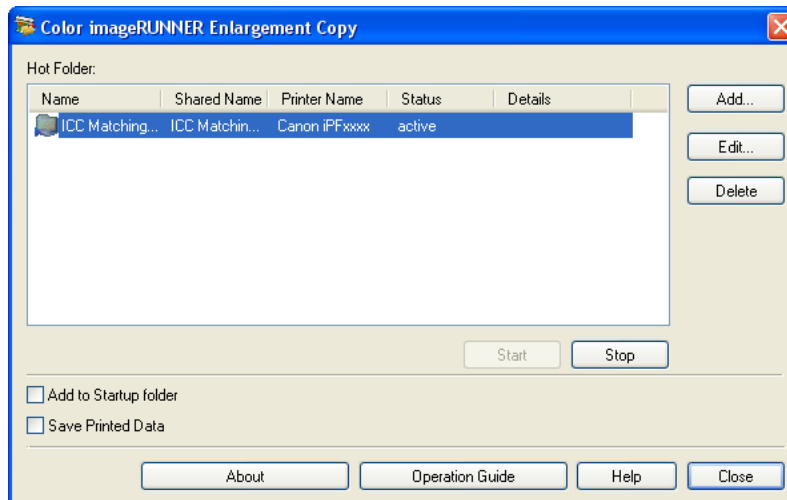 Color imageRUNNER Enlargement Copy
Hot Folder:
Name Shared Name Printer Name Status Details
ICC Matching... ICC Matchin... Canon iPFxxxx active
Add...
Edit...
Delete
Start Stop
Add to Startup folder
Save Printed Data
About Operation Guide Help Close